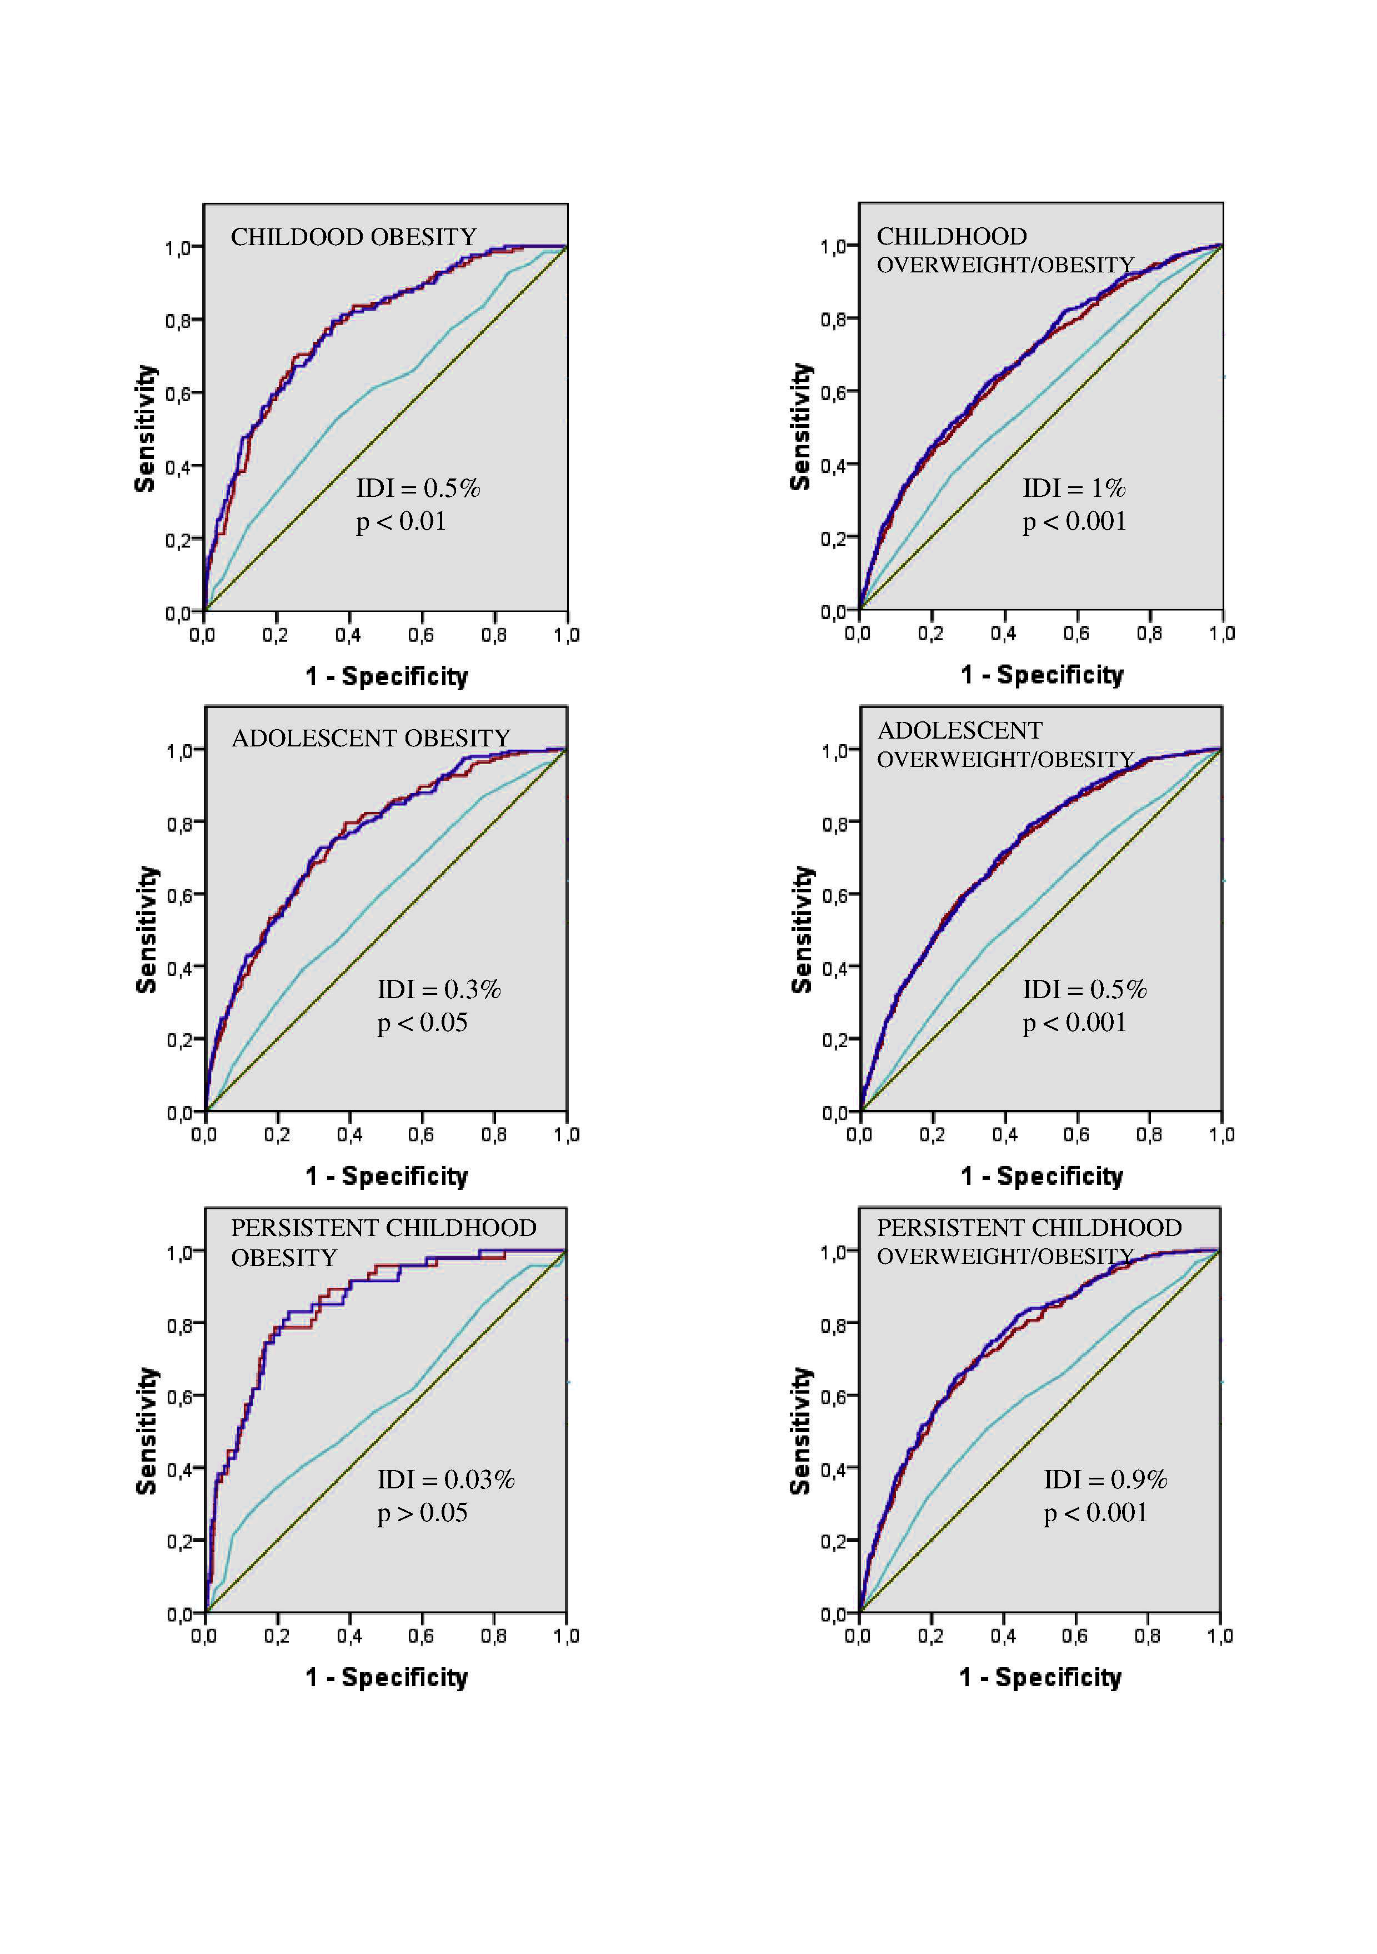 CHILDOOD OBESITY
1,0
0,8
0,6
0,4
0,2
0,0
Sensitivity
IDI = 0.5%
p < 0.01
0,0 0,2 0,4 0,6 0,8 1,0
1 - Specificity
CHILDHOOD
OVERWEIGHT/OBESITY
1,0
0,8
0,6
0,4
0,2
0,0
Sensitivity
IDI = 1%
p < 0.001
0,0 0,2 0,4 0,6 0,8 1,0
1 - Specificity
ADOLESCENT OBESITY
1,0
0,8
0,6
0,4
0,2
0,0
Sensitivity
IDI = 0.3%
p < 0.05
0,0 0,2 0,4 0,6 0,8 1,0
1 - Specificity
ADOLESCENT
OVERWEIGHT/OBESITY
1,0
0,8
0,6
0,4
0,2
0,0
Sensitivity
IDI = 0.5%
p < 0.001
0,0 0,2 0,4 0,6 0,8 1,0
1 - Specificity
PERSISTENT CHILDHOOD
OBESITY
1,0
0,8
0,6
0,4
0,2
0,0
Sensitivity
IDI = 0.03%
p > 0.05
0,0 0,2 0,4 0,6 0,8 1,0
1 - Specificity
PERSISTENT CHILDHOOD
OVERWEIGHT/OBESITY
1,0
0,8
0,6
0,4
0,2
0,0
Sensitivity
IDI = 0.9%
p < 0.001
0,0 0,2 0,4 0,6 0,8 1,0
1 - Specificity